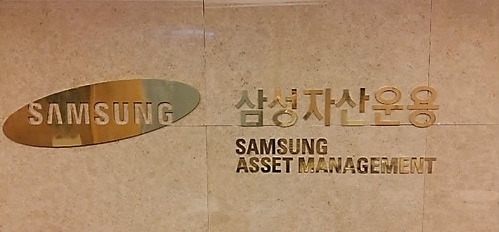 SAMSUNG
삼성자산운용
SAMSUNG
ASSET MANAGEMENT